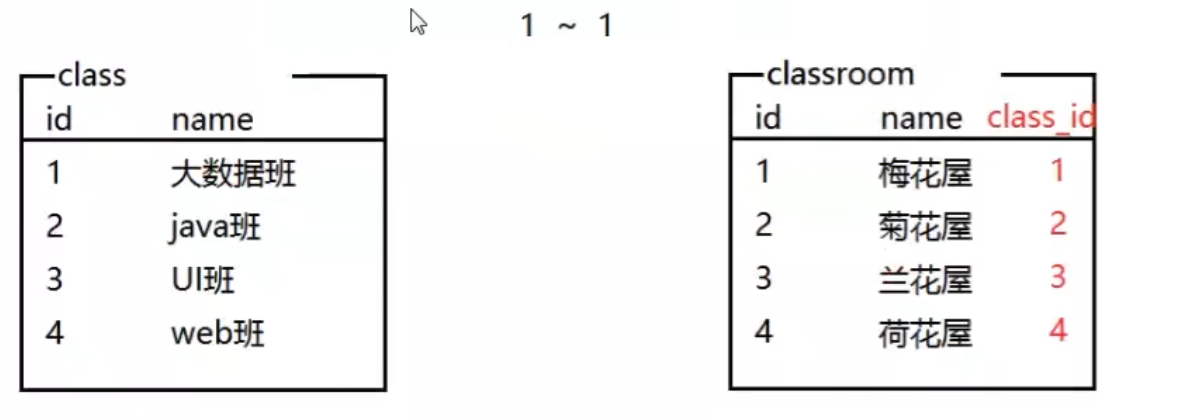 1 ~ 1
class
id name
1 大数据班
2 java班
3 UI班
4 web班
classroom
id name class_id
1 梅花屋 1
2 菊花屋 2
3 兰花屋 3
4 荷花屋 4